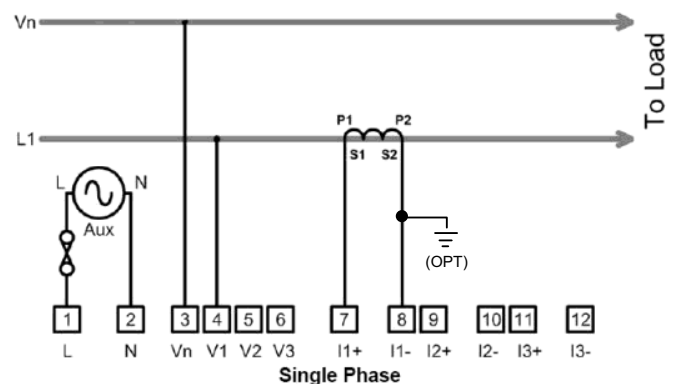 Vn
To Load
P1 P2
L1
S1 S2
L N
Aux
(OPT)
1 2 3 4 5 6 7 8 9 10 11 12
L N Vn V1 V2 V3 I1+ I1- I2+ I2- I3+ I3-
Single Phase